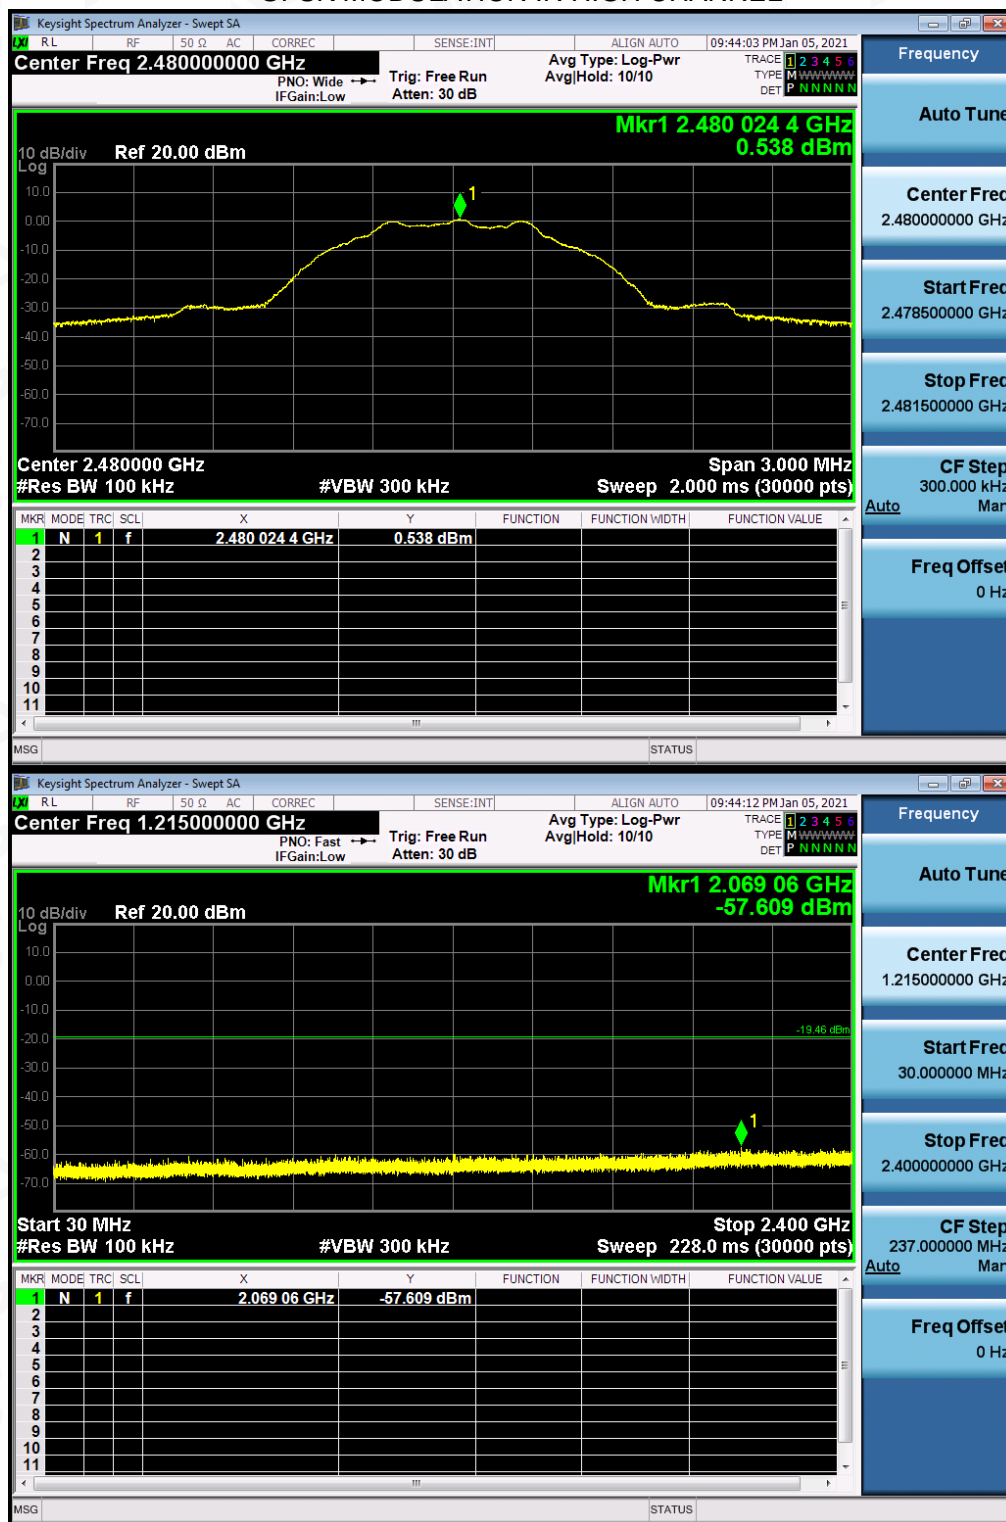 Keysight Spectrum Analyzer - Swept SA
LXI RL RF 50 Ω AC CORREC SENSE:INT ALIGN AUTO 09:44:03 PM Jan 05, 2021
Center Freq 2.480000000 GHz
PNO: Wide
IFGain:Low
Trig: Free Run
Atten: 30 dB
Avg Type: Log-Pwr
Avg|Hold: 10/10
TRACE 1 2 3 4 5 6
TYPE M WWWWW
DET P N N N N N
Mkr1 2.480 024 4 GHz
0.538 dBm
10 dB/div Ref 20.00 dBm
Log
10.0
0.00
-10.0
-20.0
-30.0
-40.0
-50.0
-60.0
-70.0
1
Center 2.480000 GHz Span 3.000 MHz
#Res BW 100 kHz #VBW 300 kHz Sweep 2.000 ms (30000 pts)
MKR MODE TRC SCL X Y FUNCTION FUNCTION WIDTH FUNCTION VALUE
1 N 1 f 2.480 024 4 GHz 0.538 dBm
2
3
4
5
6
7
8
9
10
11
MSG STATUS
Frequency
Auto Tune
Center Freq
2.480000000 GHz
Start Freq
2.478500000 GHz
Stop Freq
2.481500000 GHz
CF Step
300.000 kHz
Auto Man
Freq Offset
0 Hz
Keysight Spectrum Analyzer - Swept SA
LXI RL RF 50 Ω AC CORREC SENSE:INT ALIGN AUTO 09:44:12 PM Jan 05, 2021
Center Freq 1.215000000 GHz
PNO: Fast
IFGain:Low
Trig: Free Run
Atten: 30 dB
Avg Type: Log-Pwr
Avg|Hold: 10/10
TRACE 1 2 3 4 5 6
TYPE M WWWWW
DET P N N N N N
Mkr1 2.069 06 GHz
-57.609 dBm
10 dB/div Ref 20.00 dBm
Log
10.0
0.00
-10.0
-20.0
-30.0
-40.0
-50.0
-60.0
-70.0
-19.46 dBm
1
Start 30 MHz Stop 2.400 GHz
#Res BW 100 kHz #VBW 300 kHz Sweep 228.0 ms (30000 pts)
MKR MODE TRC SCL X Y FUNCTION FUNCTION WIDTH FUNCTION VALUE
1 N 1 f 2.069 06 GHz -57.609 dBm
2
3
4
5
6
7
8
9
10
11
MSG STATUS
Frequency
Auto Tune
Center Freq
1.215000000 GHz
Start Freq
30.000000 MHz
Stop Freq
2.400000000 GHz
CF Step
237.000000 MHz
Auto Man
Freq Offset
0 Hz